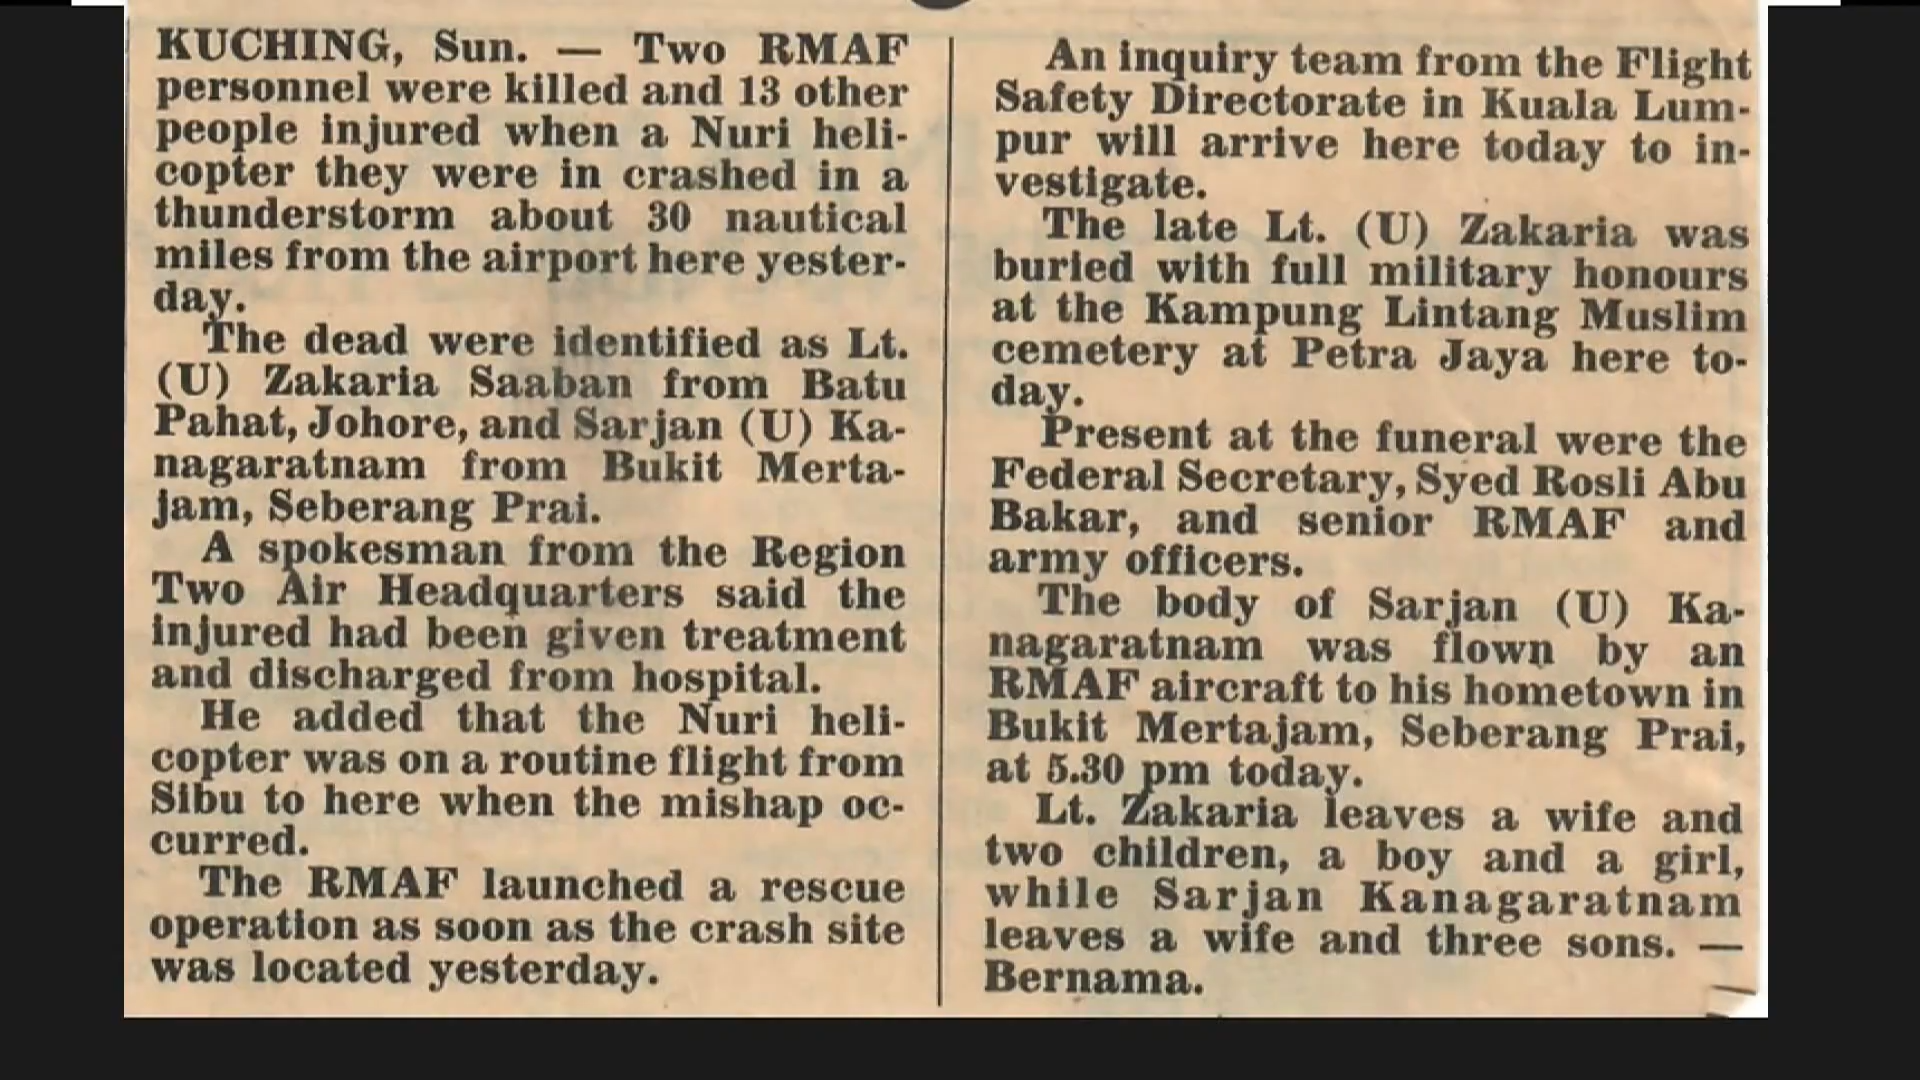 KUCHING, Sun. — Two RMAF
personnel were killed and 13 other
people injured when a Nuri heli-
copter they were in crashed in a
thunderstorm about 30 nautical
miles from the airport here yester-
day.
The dead were identified as Lt.
(U) Zakaria Saaban from Batu
Pahat, Johore, and Sarjan (U) Ka-
nagaratnam from Bukit Merta-
jam, Seberang Prai.
A spokesman from the Region
Two Air Headquarters said the
injured had been given treatment
and discharged from hospital.
He added that the Nuri heli-
copter was on a routine flight from
Sibu to here when the mishap oc-
curred.
The RMAF launched a rescue
operation as soon as the crash site
was located yesterday.
An inquiry team from the Flight
Safety Directorate in Kuala Lum-
pur will arrive here today to in-
vestigate.
The late Lt. (U) Zakaria was
buried with full military honours
at the Kampung Lintang Muslim
cemetery at Petra Jaya here to-
day.
Present at the funeral were the
Federal Secretary, Syed Rosli Abu
Bakar, and senior RMAF and
army officers.
The body of Sarjan (U) Ka-
nagaratnam was flown by an
RMAF aircraft to his hometown in
Bukit Mertajam, Seberang Prai,
at 5.30 pm today.
Lt. Zakaria leaves a wife and
two children, a boy and a girl,
while Sarjan Kanagaratnam
leaves a wife and three sons. —
Bernama.